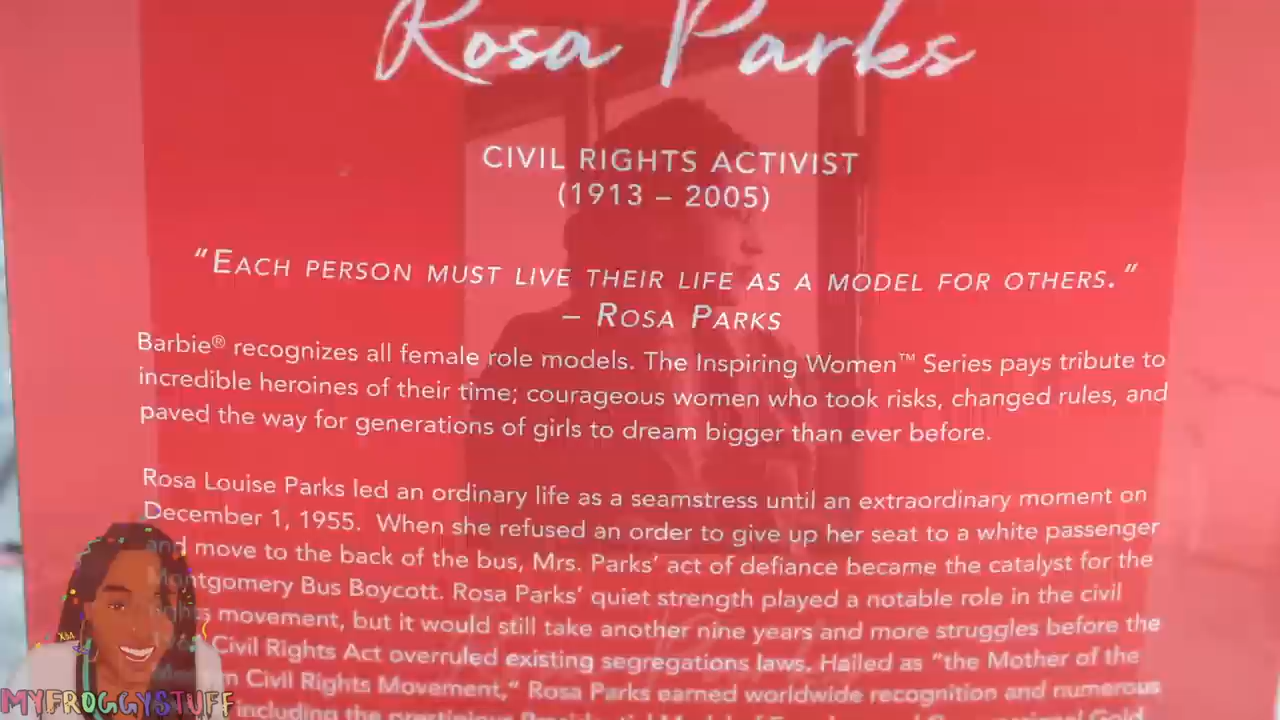 Rosa Parks
CIVIL RIGHTS ACTIVIST
(1913 – 2005)
“EACH PERSON MUST LIVE THEIR LIFE AS A MODEL FOR OTHERS.”
– ROSA PARKS
Barbie® recognizes all female role models. The Inspiring Women™ Series pays tribute to
incredible heroines of their time; courageous women who took risks, changed rules, and
paved the way for generations of girls to dream bigger than ever before.
Rosa Louise Parks led an ordinary life as a seamstress until an extraordinary moment on
December 1, 1955. When she refused an order to give up her seat to a white passenger
and move to the back of the bus, Mrs. Parks’ act of defiance became the catalyst for the
Montgomery Bus Boycott. Rosa Parks’ quiet strength played a notable role in the civil
rights movement, but it would still take another nine years and more struggles before the
Civil Rights Act overruled existing segregations laws. Hailed as “the Mother of the
Civil Rights Movement,” Rosa Parks earned worldwide recognition and numerous
including the
MYFROGGYSTUFF